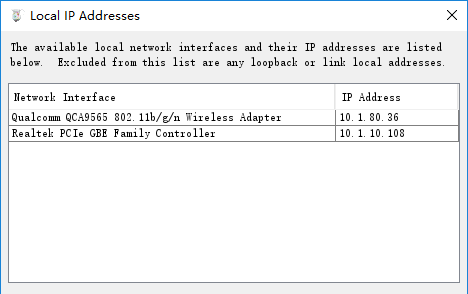 Local IP Addresses
The available local network interfaces and their IP addresses are listed
below. Excluded from this list are any loopback or link local addresses.
Network Interface IP Address
Qualcomm QCA9565 802.11b/g/n Wireless Adapter 10.1.80.36
Realtek PCIe GBE Family Controller 10.1.10.108